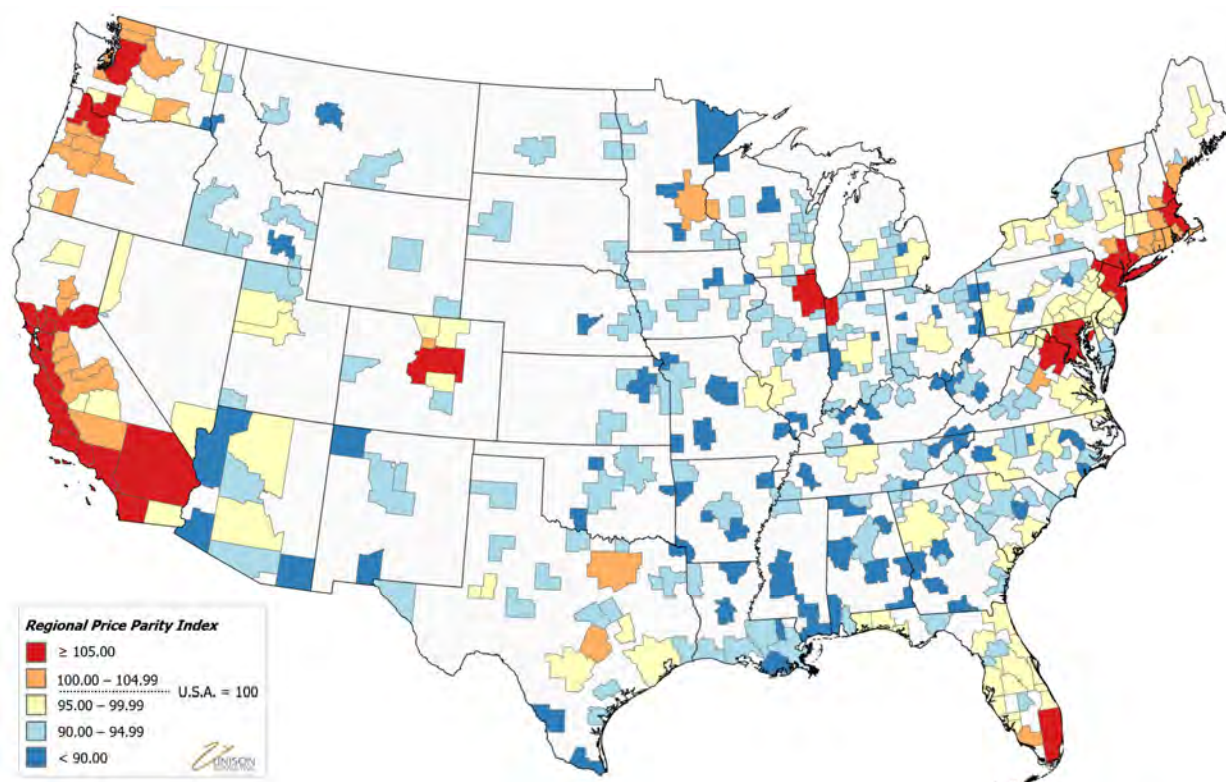 Regional Price Parity Index
≥ 105.00
100.00 – 104.99
U.S.A. = 100
95.00 – 99.99
90.00 – 94.99
< 90.00
UNISON